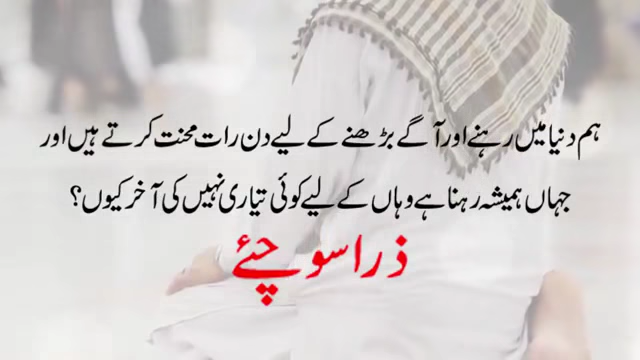 ہم دنیا میں رہنے اور آگے بڑھنے کے لیے دن رات محنت کرتے ہیں اور
جہاں ہمیشہ رہنا ہے وہاں کے لیے کوئی تیاری نہیں کی آخر کیوں؟
ذرا سوچئے